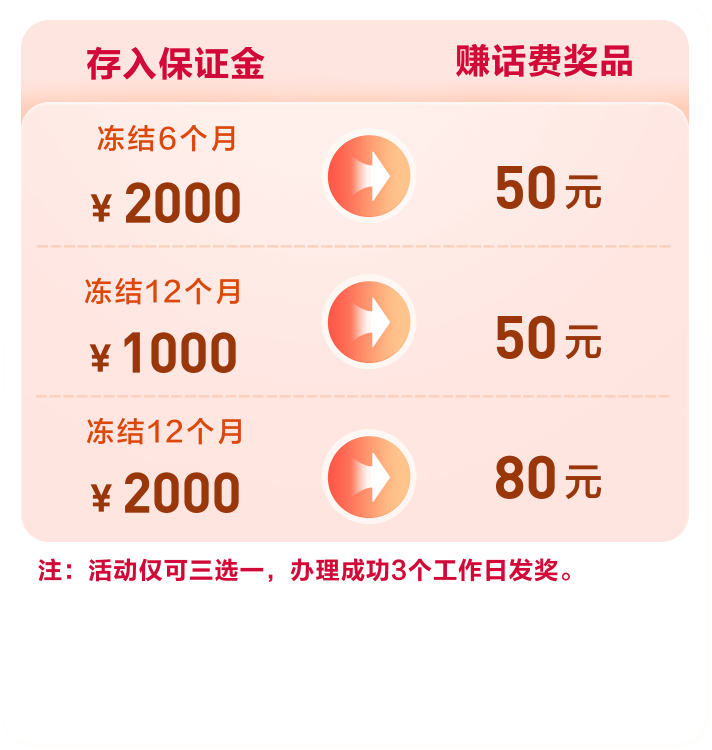 存入保证金 赚话费奖品
冻结6个月
¥2000 50元
冻结12个月
¥1000 50元
冻结12个月
¥2000 80元
注：活动仅可三选一，办理成功3个工作日发奖。